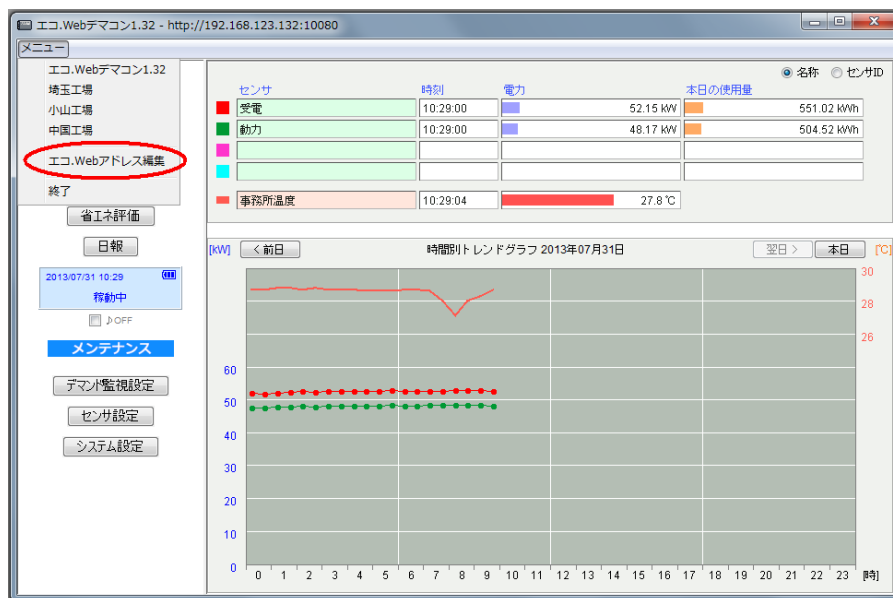 エコ.Webデマコン1.32 - http://192.168.123.132:10080
メニュー
エコ.Webデマコン1.32
埼玉工場
小山工場
中国工場
エコ.Webアドレス編集
終了
省エネ評価
日報
2013/07/31 10:29
稼動中
♪OFF
メンテナンス
デマンド監視設定
センサ設定
システム設定
名称 センサID
センサ 時刻 電力 本日の使用量
受電 10:29:00 52.15 kW 551.02 kWh
動力 10:29:00 48.17 kW 504.52 kWh
事務所温度 10:29:04 27.8 ℃
[kW] < 前日 時間別トレンドグラフ 2013年07月31日 翌日 > 本日 [℃]
30
28
26
60
50
40
30
20
10
0
0 1 2 3 4 5 6 7 8 9 10 11 12 13 14 15 16 17 18 19 20 21 22 23 [時]